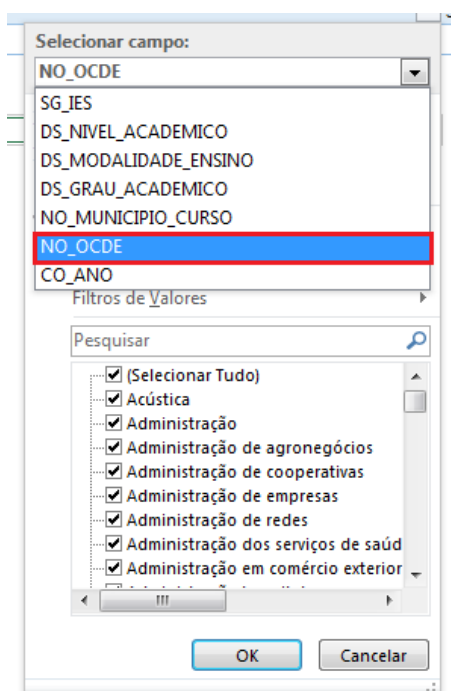 Selecionar campo:
NO_OCDE
SG_IES
DS_NIVEL_ACADEMICO
DS_MODALIDADE_ENSINO
DS_GRAU_ACADEMICO
NO_MUNICIPIO_CURSO
NO_OCDE
CO_ANO
Filtros de Valores
Pesquisar
(Selecionar Tudo)
Acústica
Administração
Administração de agronegócios
Administração de cooperativas
Administração de empresas
Administração de redes
Administração dos serviços de saúd
Administração em comércio exterior
OK Cancelar